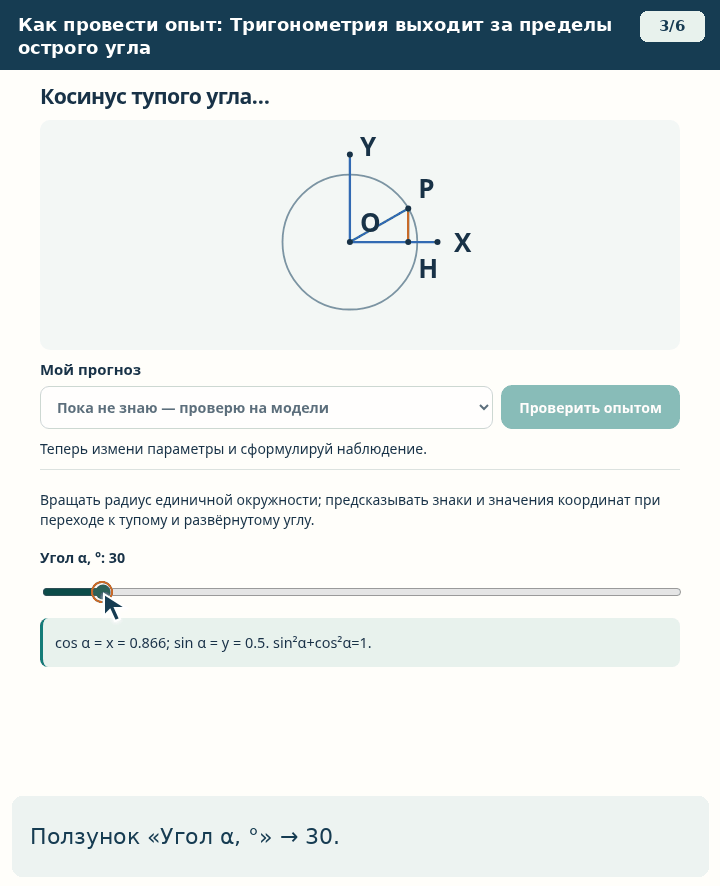 Как провести опыт: Тригонометрия выходит за пределы
острого угла
3/6
Косинус тупого угла…
Y
P
O
X
H
Мой прогноз
Пока не знаю — проверю на модели
Проверить опытом
Теперь измени параметры и сформулируй наблюдение.
Вращать радиус единичной окружности; предсказывать знаки и значения координат при
переходе к тупому и развёрнутому углу.
Угол α, °: 30
cos α = x = 0.866; sin α = y = 0.5. sin²α+cos²α=1.
Ползунок «Угол α, °» → 30.